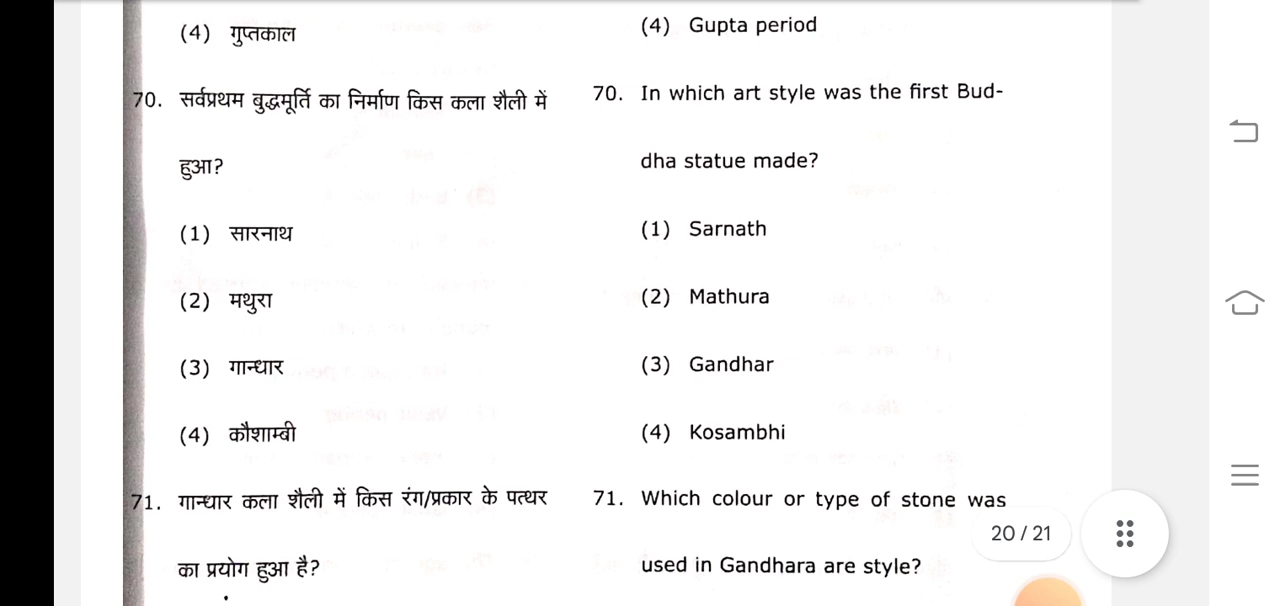 (4) गुप्तकाल
70. सर्वप्रथम बुद्धमूर्ति का निर्माण किस कला शैली में
हुआ?
(1) सारनाथ
(2) मथुरा
(3) गान्धार
(4) कौशाम्बी
71. गान्धार कला शैली में किस रंग/प्रकार के पत्थर
का प्रयोग हुआ है?
(4) Gupta period
70. In which art style was the first Bud-
dha statue made?
(1) Sarnath
(2) Mathura
(3) Gandhar
(4) Kosambhi
71. Which colour or type of stone was
used in Gandhara are style?
20 / 21